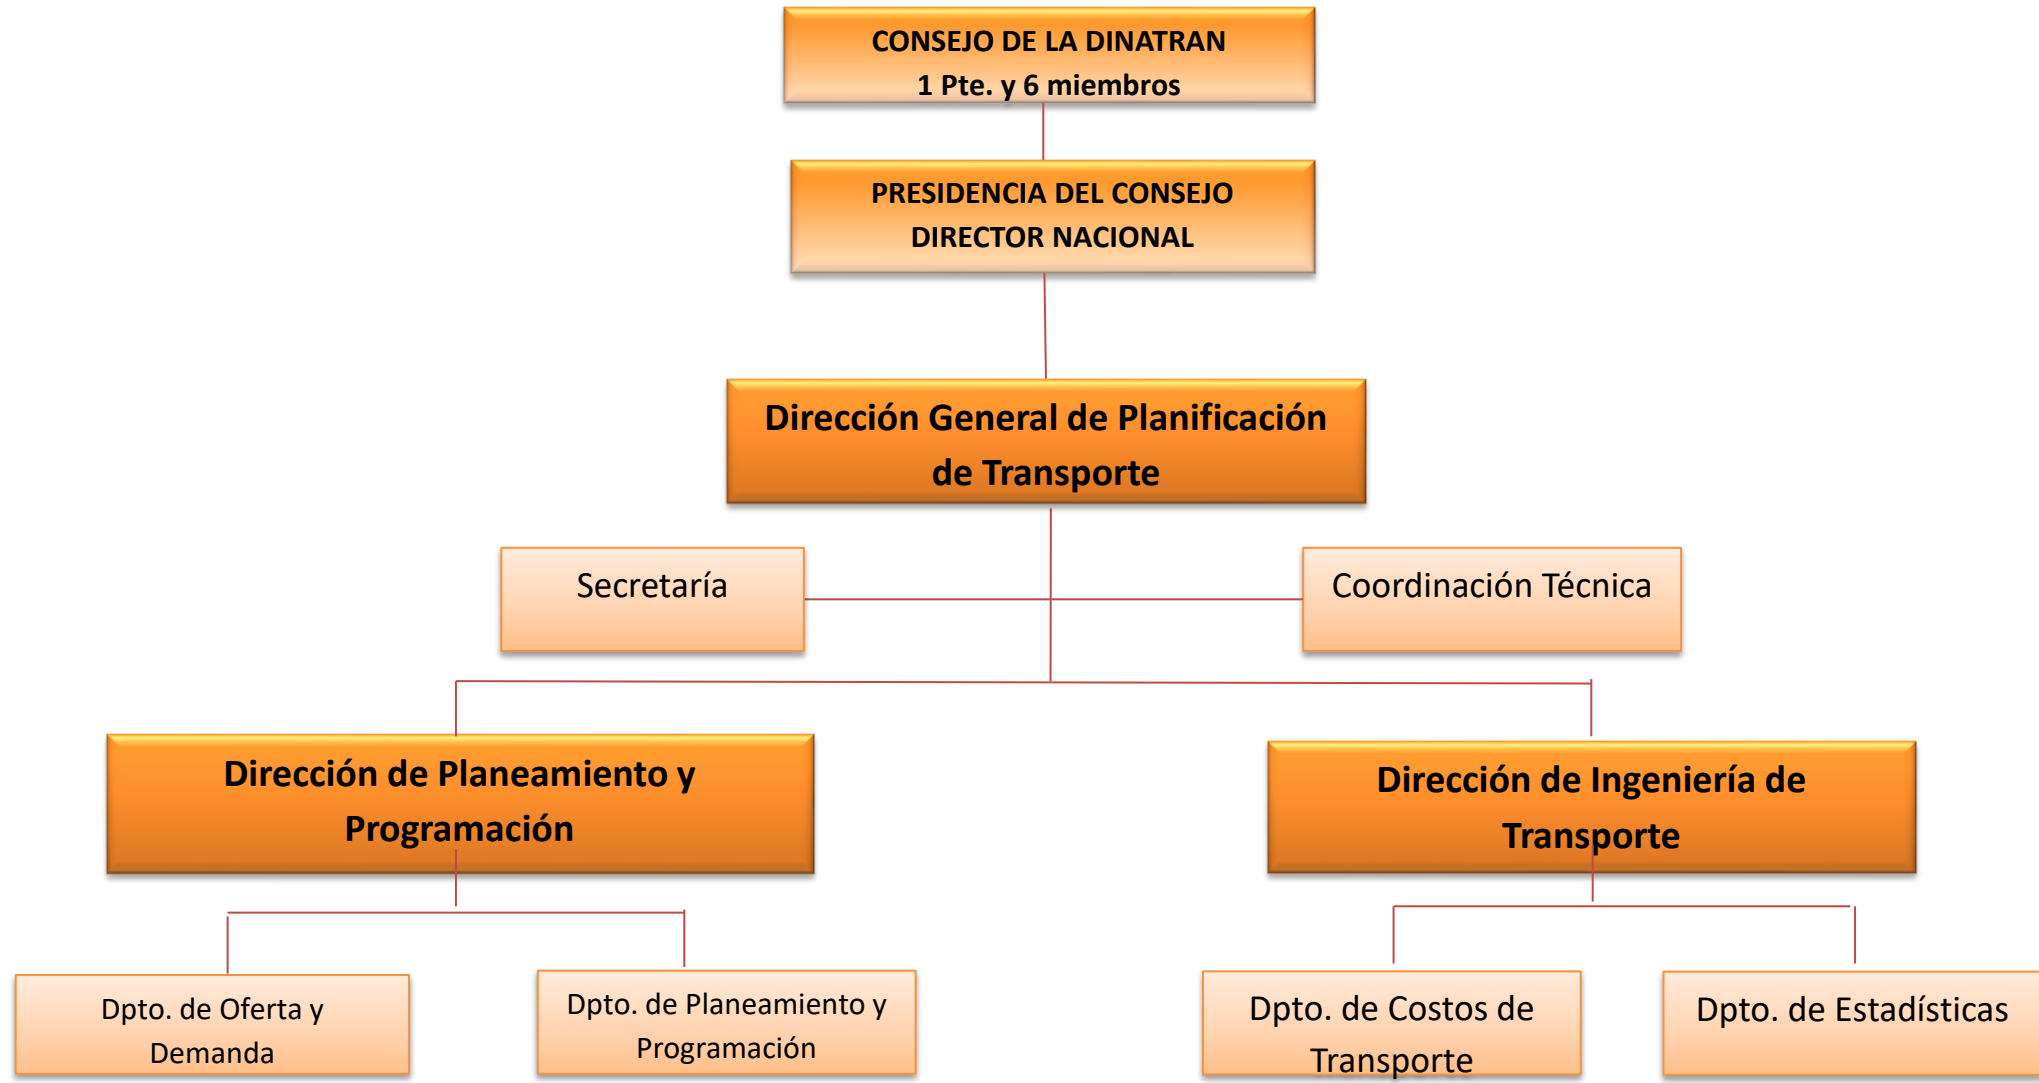 CONSEJO DE LA DINATRAN
1 Pte. y 6 miembros
PRESIDENCIA DEL CONSEJO
DIRECTOR NACIONAL
Dirección General de Planificación
de Transporte
Secretaría
Coordinación Técnica
Dirección de Planeamiento y
Programación
Dirección de Ingeniería de
Transporte
Dpto. de Oferta y
Demanda
Dpto. de Planeamiento y
Programación
Dpto. de Costos de
Transporte
Dpto. de Estadísticas